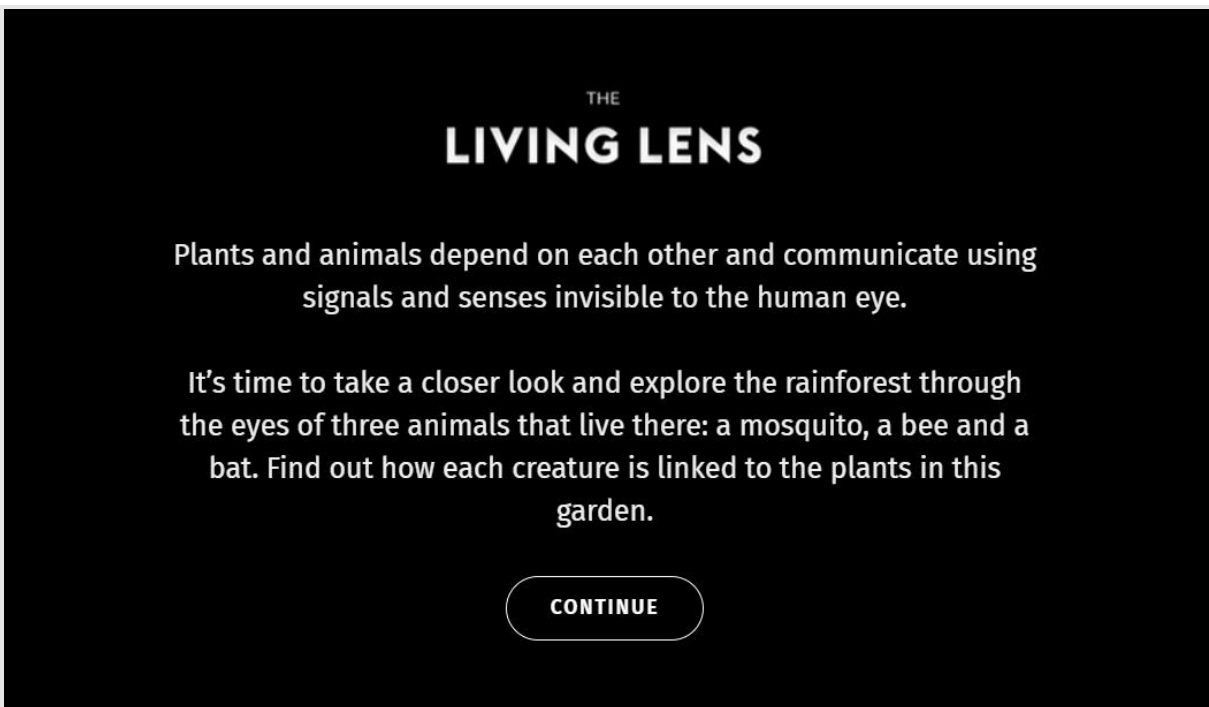 THE
LIVING LENS
Plants and animals depend on each other and communicate using
signals and senses invisible to the human eye.
It’s time to take a closer look and explore the rainforest through
the eyes of three animals that live there: a mosquito, a bee and a
bat. Find out how each creature is linked to the plants in this
garden.
CONTINUE